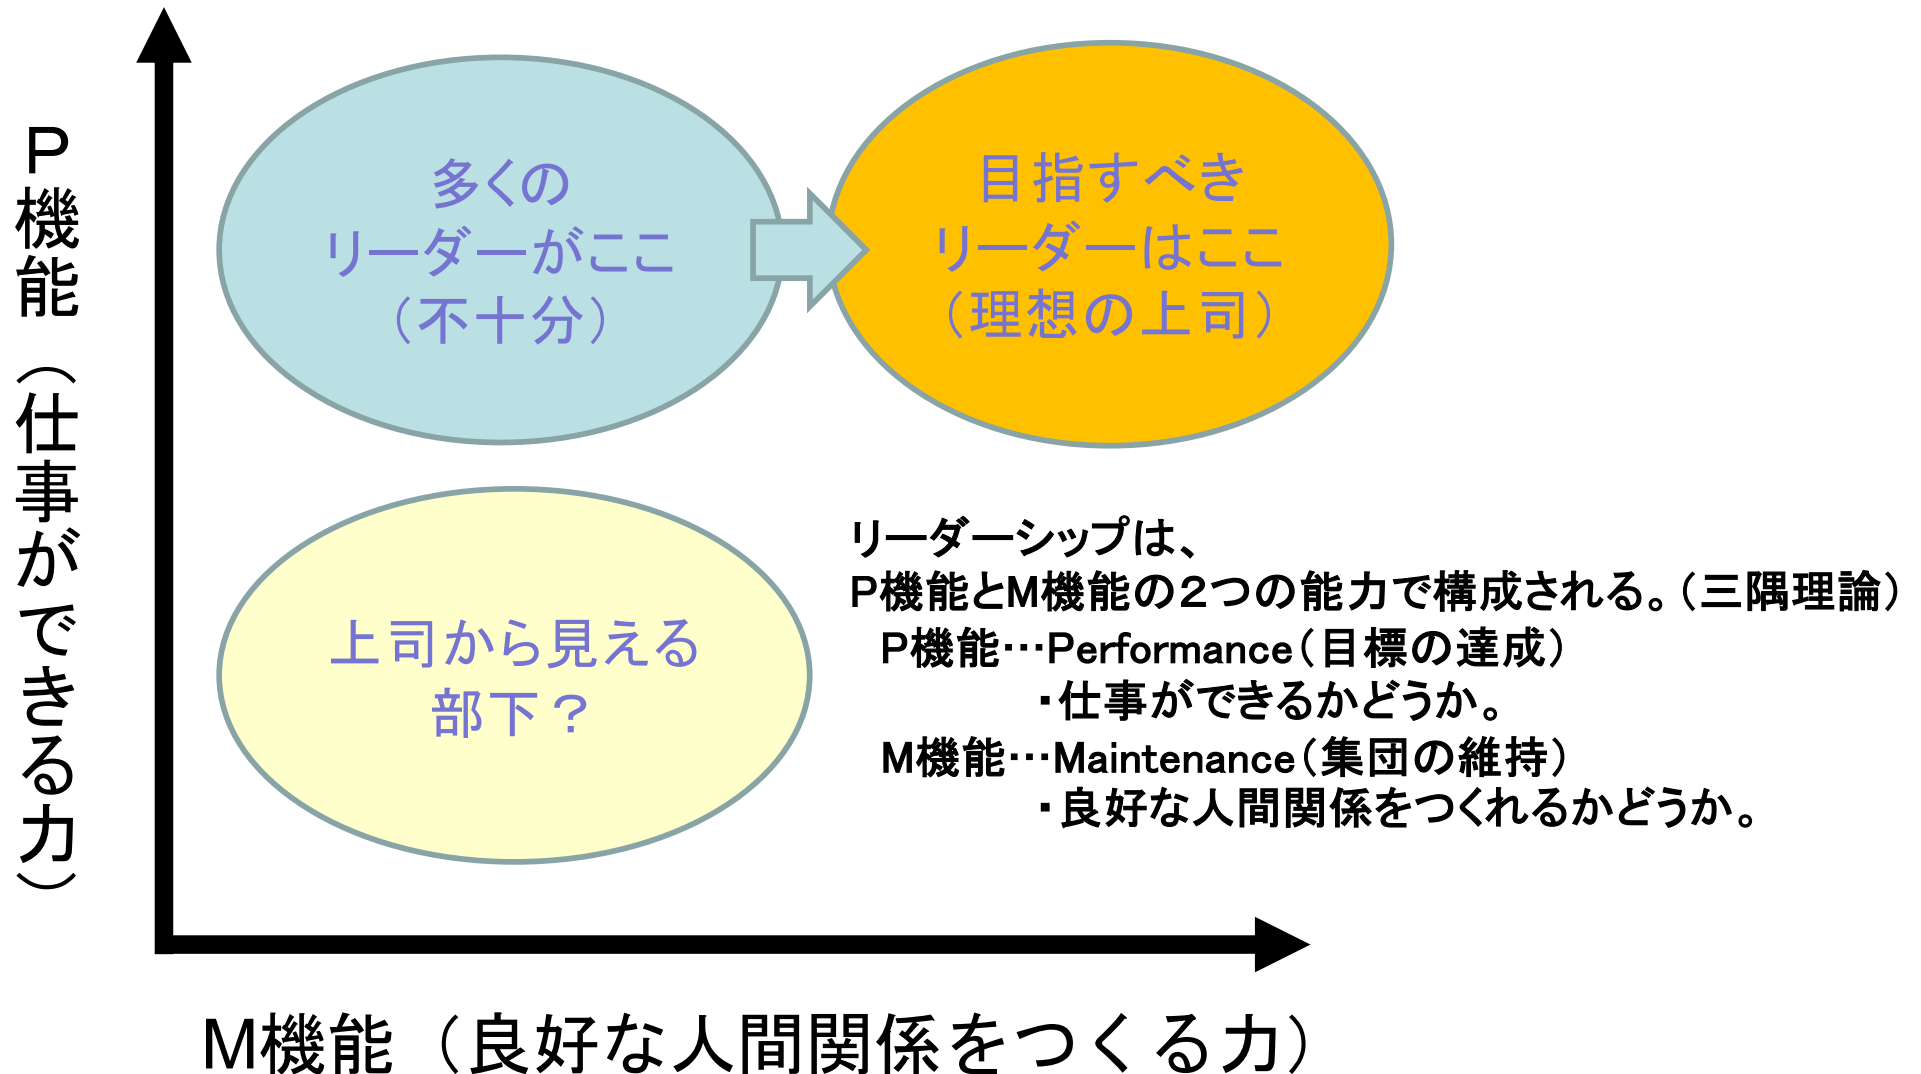 P機能（仕事ができる力）
多くの
リーダーがここ
（不十分）
目指すべき
リーダーはここ
（理想の上司）
上司から見える
部下？
リーダーシップは、
P機能とM機能の２つの能力で構成される。（三隅理論）
P機能…Performance（目標の達成）
・仕事ができるかどうか。
M機能…Maintenance（集団の維持）
・良好な人間関係をつくれるかどうか。
M機能（良好な人間関係をつくる力）